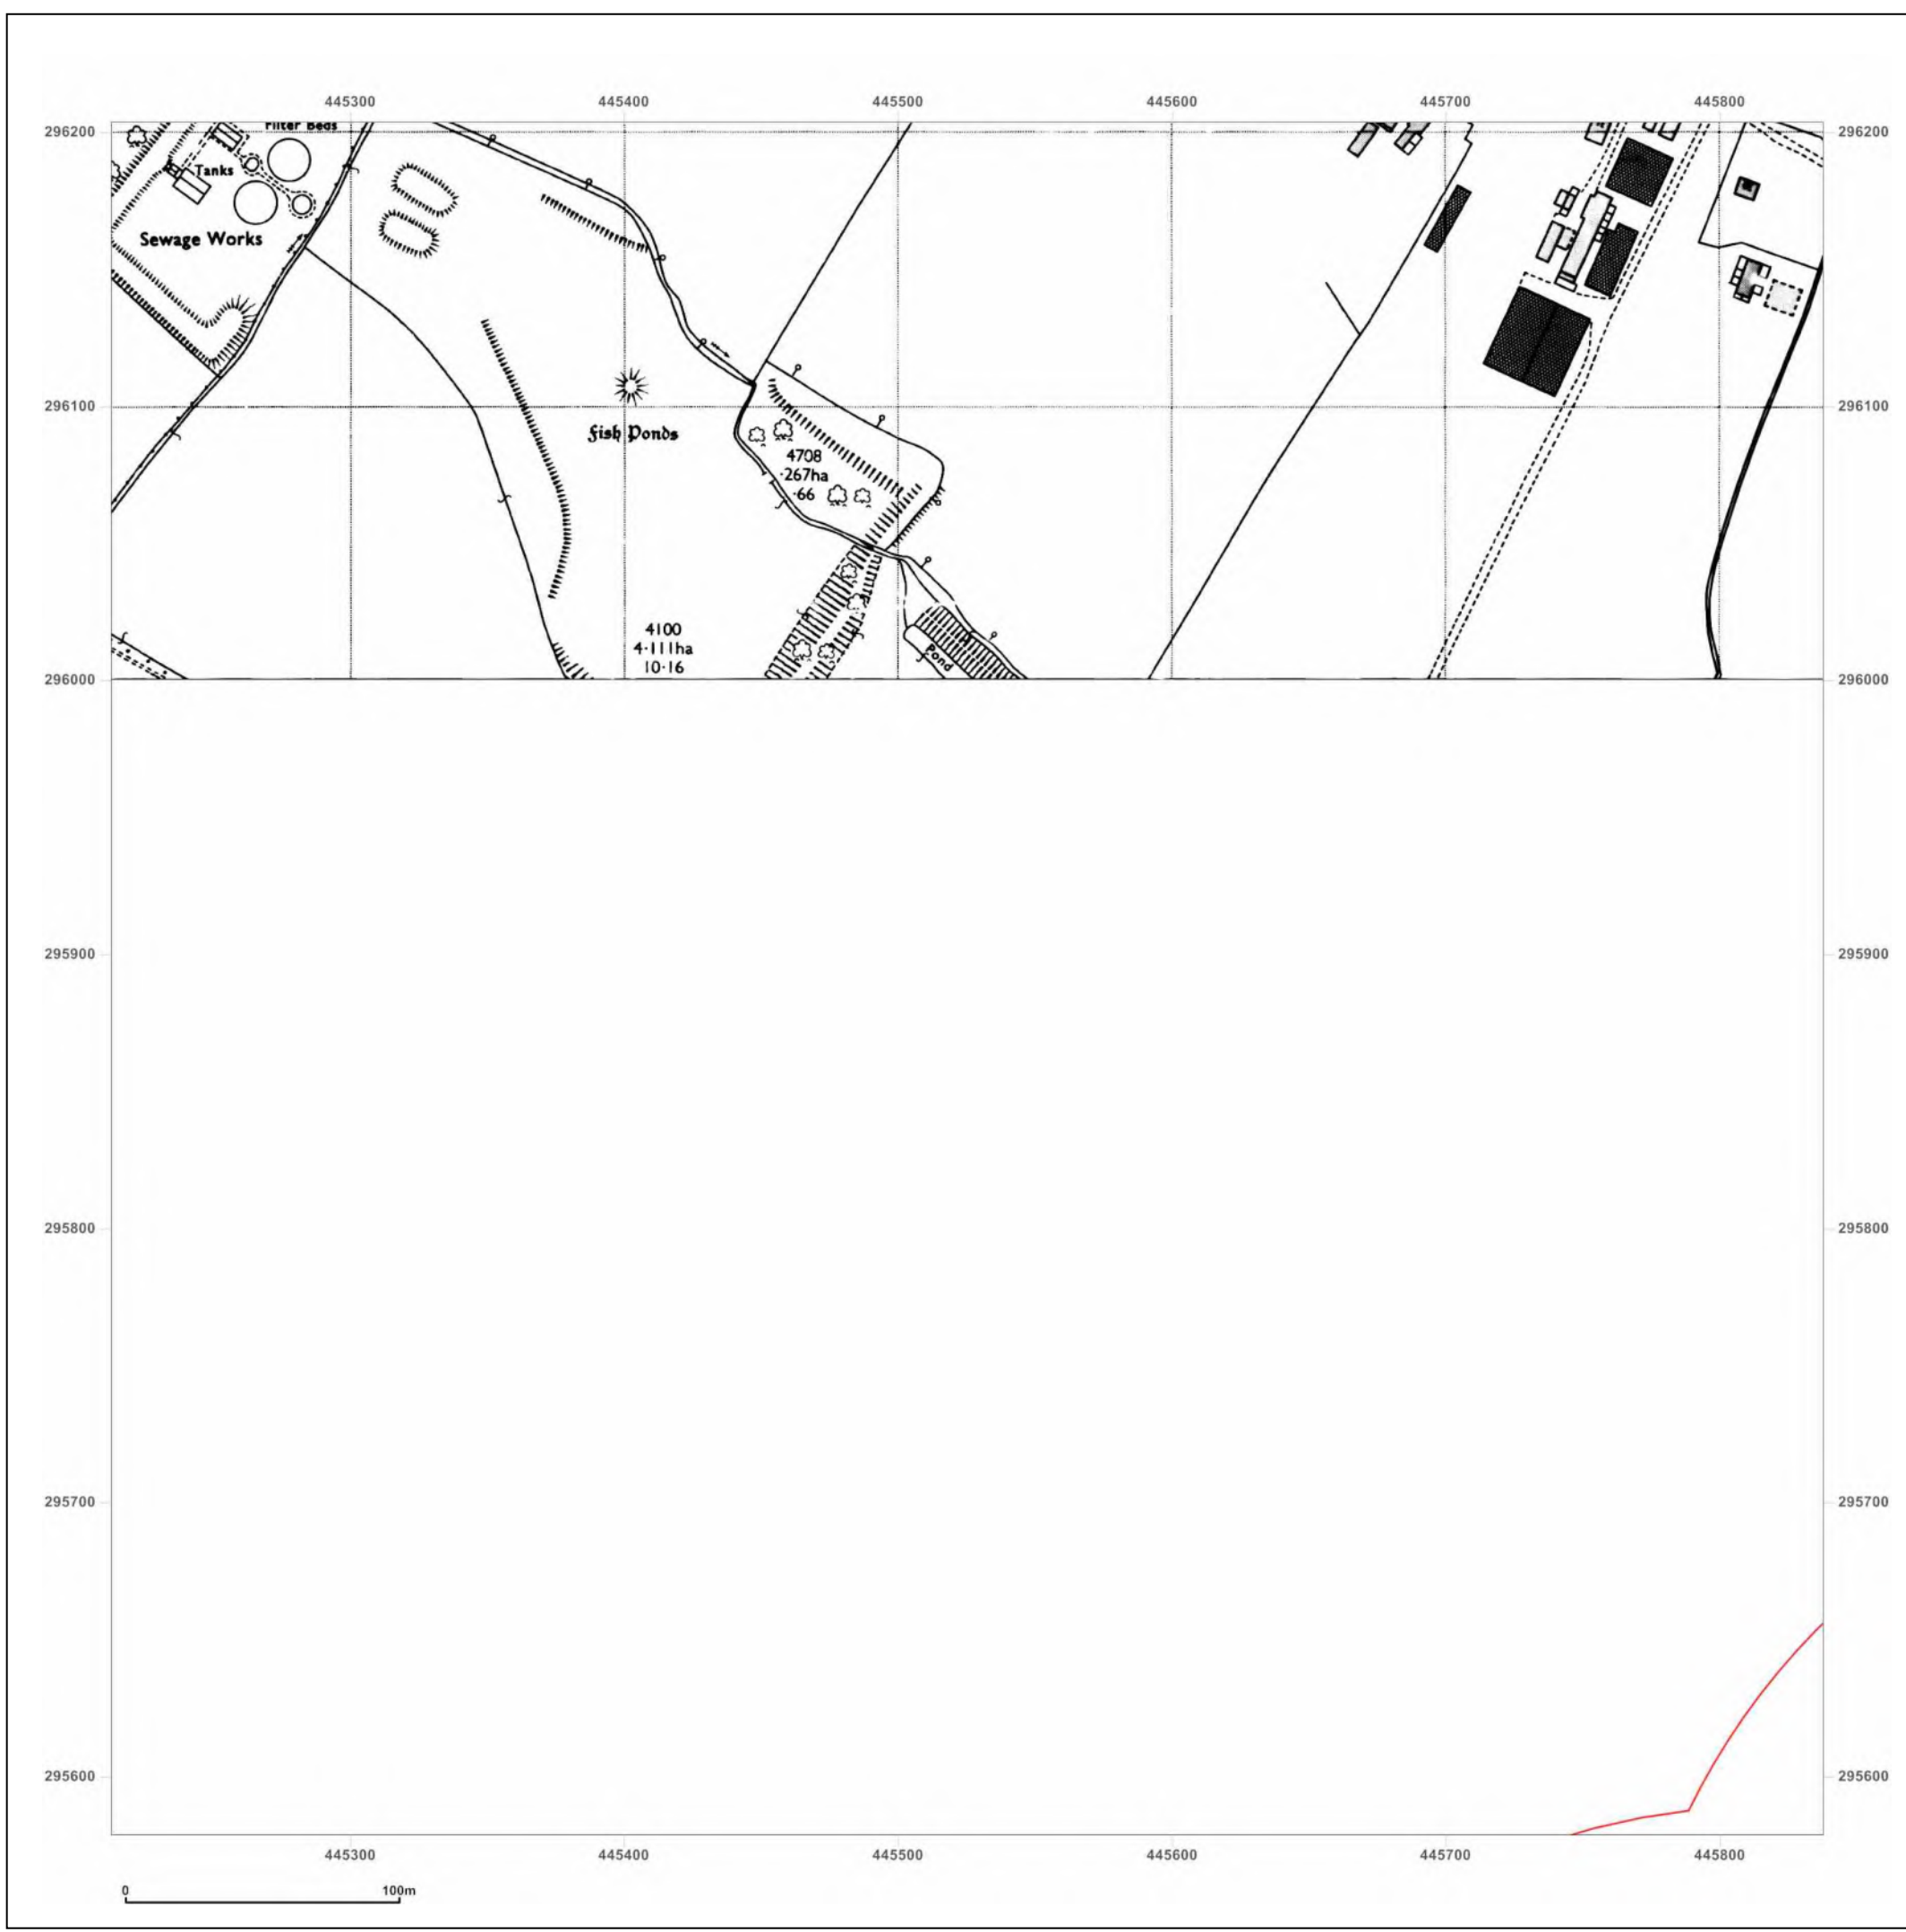 445300 445400 445500 445600 445700 445800
296200 296200
Filter Beds
Tanks
Sewage Works
296100 296100
Fish Ponds
4708
·267ha
·66
4100
4·111ha
10·16
Pond
296000 296000
295900 295900
295800 295800
295700 295700
295600 295600
445300 445400 445500 445600 445700 445800
0 100m